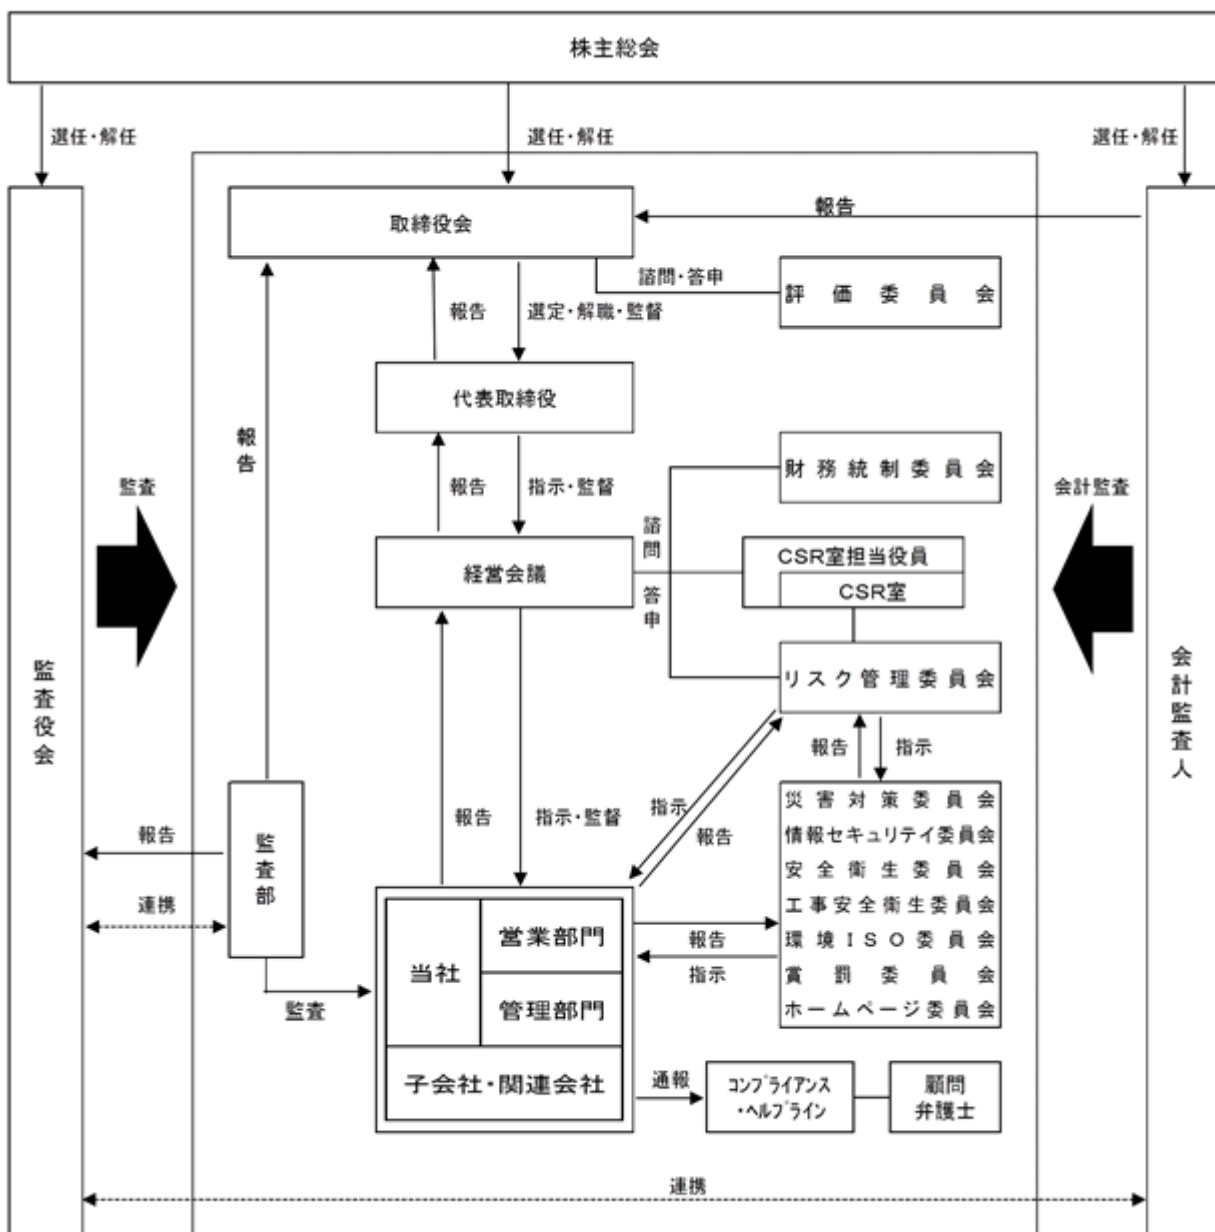 株主総会
選任・解任
選任・解任
選任・解任
取締役会
報告
諮問・答申
評価委員会
報告
選定・解職・監督
代表取締役
報告
報告
指示・監督
財務統制委員会
監査
会計監査
諮問
答申
経営会議
CSR室担当役員
CSR室
リスク管理委員会
監査役会
会計監査人
報告
指示
報告
指示・監督
指示
報告
災害対策委員会
情報セキュリテイ委員会
安全衛生委員会
工事安全衛生委員会
環境ISO委員会
賞罰委員会
ホームページ委員会
報告
連携
監査部
監査
当社
営業部門
管理部門
子会社・関連会社
報告
指示
通報
コンプライアンス
・ヘルプライン
顧問
弁護士
連携